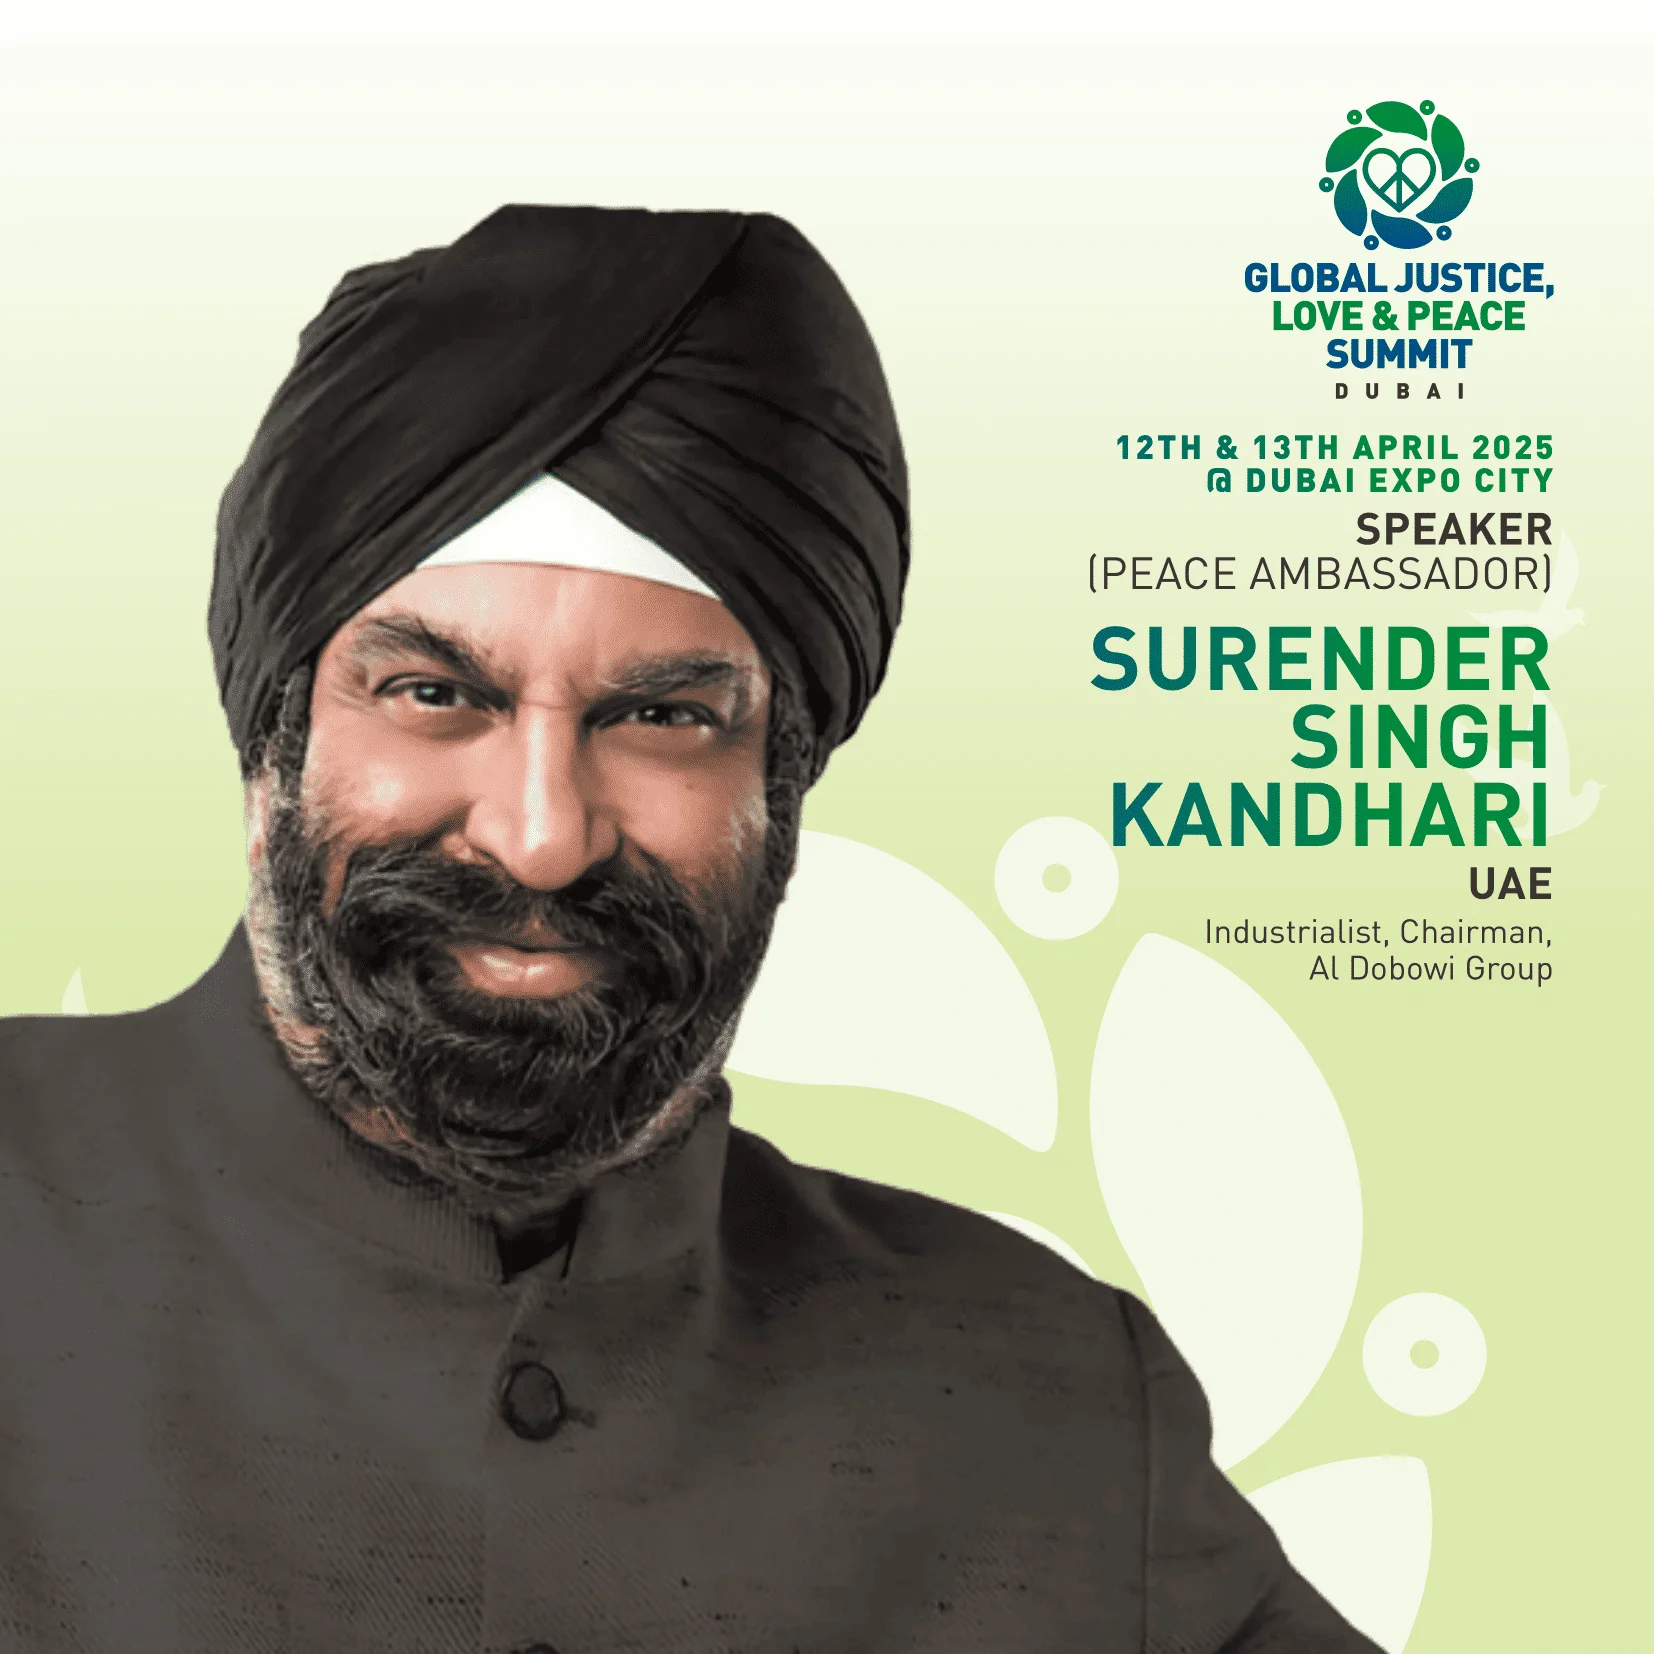 GLOBAL JUSTICE,
LOVE & PEACE
SUMMIT
DUBAI
12TH & 13TH APRIL 2025
@ DUBAI EXPO CITY
SPEAKER
(PEACE AMBASSADOR)
SURENDER
SINGH
KANDHARI
UAE
Industrialist, Chairman,
Al Dobowi Group